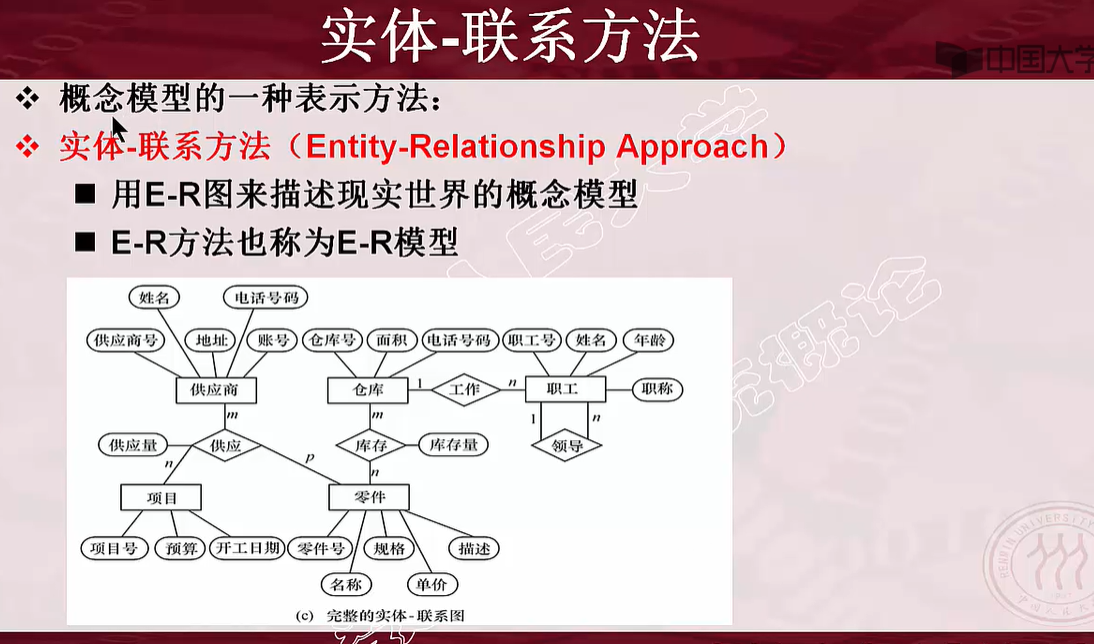 实体-联系方法
中国大学
概念模型的一种表示方法：
实体-联系方法（Entity-Relationship Approach）
用E-R图来描述现实世界的概念模型
E-R方法也称为E-R模型
姓名 电话号码
供应商号 地址 账号 仓库号 面积 电话号码 职工号 姓名 年龄
供应商 仓库 1 工作 n 职工 职称
m m 1 n
供应量 供应 库存 库存量 领导
n p n
项目 零件
项目号 预算 开工日期 零件号 规格 描述
名称 单价
(c) 完整的实体-联系图